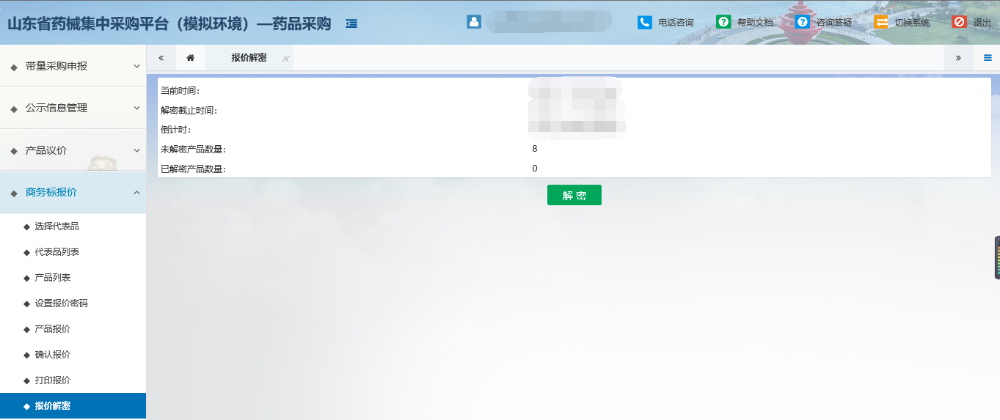 山东省药械集中采购平台（模拟环境）—药品采购
电话咨询 帮助文档 咨询答疑 切换系统 退出
带量采购申报
公示信息管理
产品议价
商务标报价
选择代表品
代表品列表
产品列表
设置报价密码
产品报价
确认报价
打印报价
报价解密
报价解密
当前时间:
解密截止时间:
倒计时:
未解密产品数量: 8
已解密产品数量: 0
解 密